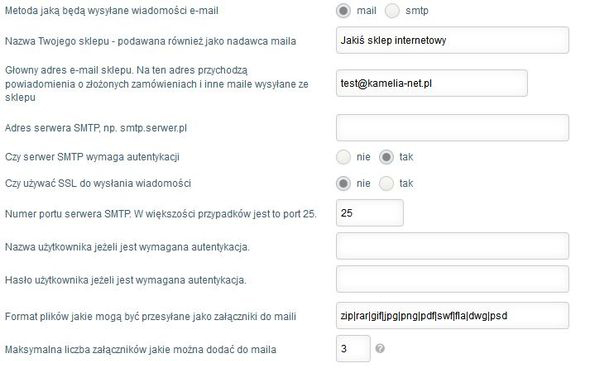 Metoda jaką będą wysyłane wiadomości e-mail mail smtp
Nazwa Twojego sklepu - podawana również jako nadawca maila Jakiś sklep internetowy
Głowny adres e-mail sklepu. Na ten adres przychodzą
powiadomienia o złożonych zamówieniach i inne maile wysyłane ze
sklepu
test@kamelia-net.pl
Adres serwera SMTP, np. smtp.serwer.pl
Czy serwer SMTP wymaga autentykacji nie tak
Czy używać SSL do wysłania wiadomości nie tak
Numer portu serwera SMTP. W większości przypadków jest to port 25. 25
Nazwa użytkownika jeżeli jest wymagana autentykacja.
Hasło użytkownika jeżeli jest wymagana autentykacja.
Format plików jakie mogą być przesyłane jako załączniki do maili zip|rar|gif|jpg|png|pdf|swf|fla|dwg|psd
Maksymalna liczba załączników jakie można dodać do maila 3 ?